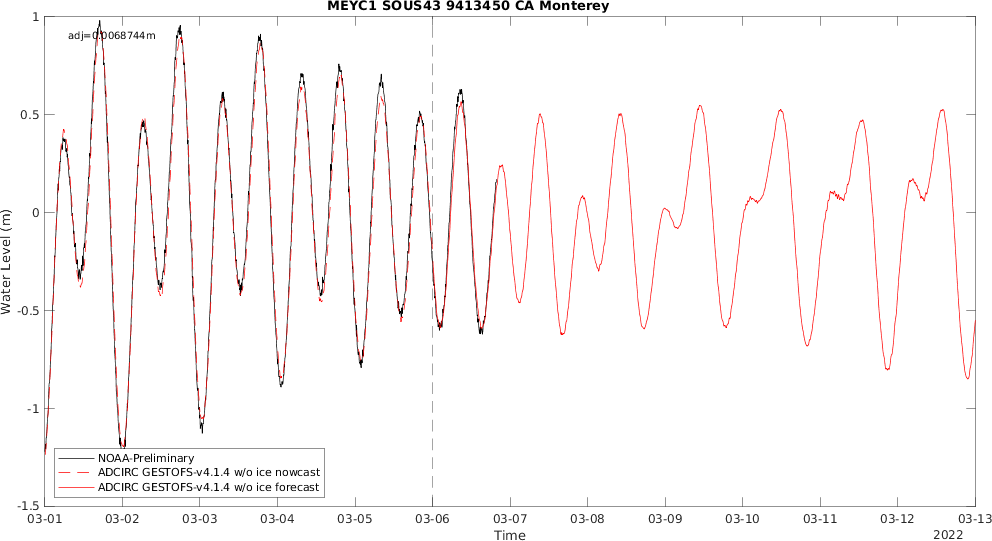 MEYC1 SOUS43 9413450 CA Monterey
adj=0.0068744m
Water Level (m)
1
0.5
0
-0.5
-1
-1.5
NOAA-Preliminary
ADCIRC GESTOFS-v4.1.4 w/o ice nowcast
ADCIRC GESTOFS-v4.1.4 w/o ice forecast
03-01 03-02 03-03 03-04 03-05 03-06 03-07 03-08 03-09 03-10 03-11 03-12 03-13
Time
2022